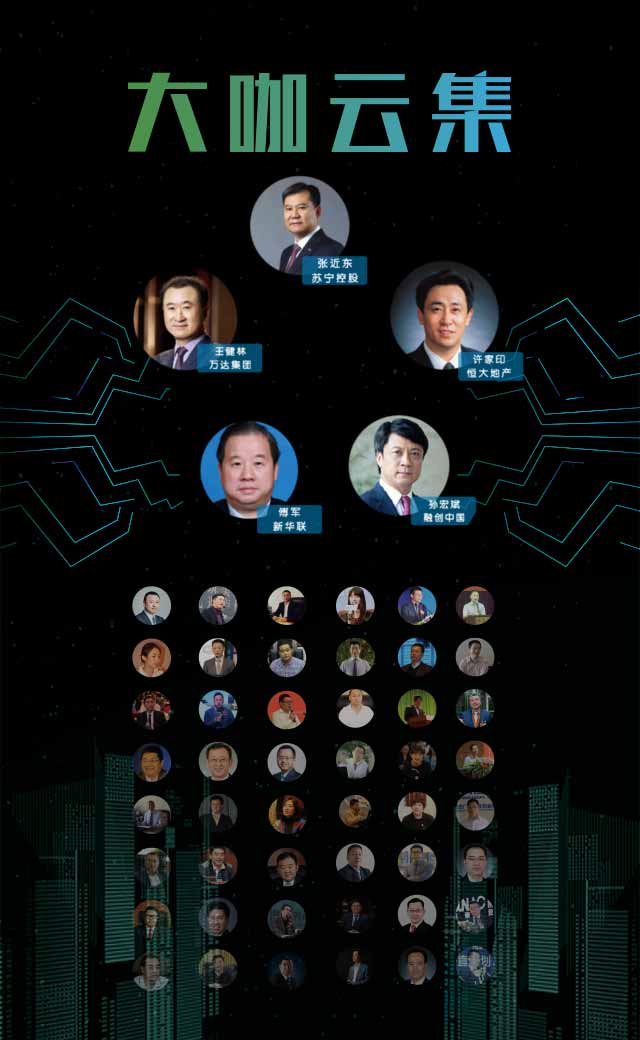 大咖云集
张近东
苏宁控股
王健林
万达集团
许家印
恒大地产
傅军
新华联
孙宏斌
融创中国